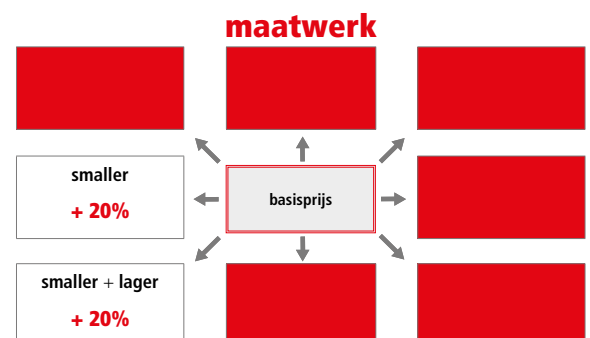 maatwerk
smaller
+ 20%
basisprijs
smaller + lager
+ 20%